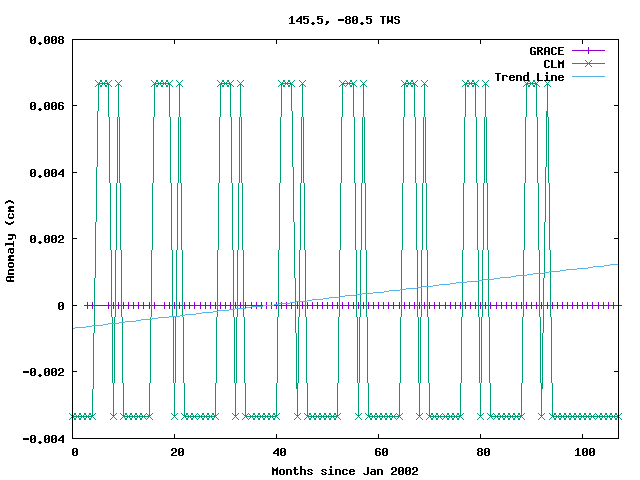 145.5, -80.5 TWS
GRACE
CLM
Trend Line
Anomaly (cm)
0.008
0.006
0.004
0.002
0
-0.002
-0.004
0 20 40 60 80 100
Months since Jan 2002